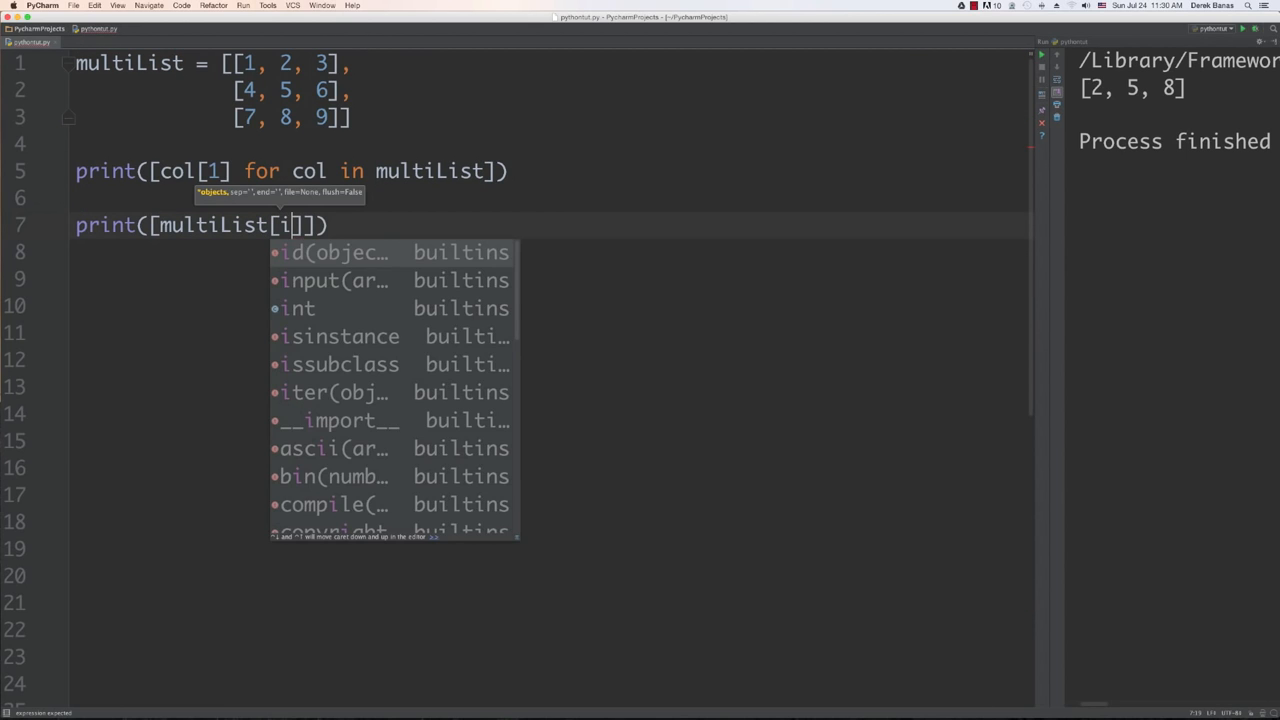 PyCharm File Edit View Navigate Code Refactor Run Tools VCS Window Help 10 Sun Jul 24 11:30 AM Derek Banas
pythontut.py - PycharmProjects - [~/PycharmProjects]
PycharmProjects pythontut.py pythontut
pythontut.py Run pythontut
1 multiList = [[1, 2, 3],
2 [4, 5, 6],
3 [7, 8, 9]]
4
5 print([col[1] for col in multiList])
*objects, sep=' ', end='', file=None, flush=False
6
7 print([multiList[i]])
8 id(objec… builtins
9 input(ar… builtins
10 int builtins
11 isinstance builti…
12 issubclass builti…
13 iter(obj… builtins
14 __import__ builti…
15 ascii(ar… builtins
16 bin(numb… builtins
17 compile(… builtins
18 copyright builtins
^↓ and ^↑ will move caret down and up in the editor >>
19
20
21
22
23
24
25
/Library/Framewor
[2, 5, 8]
Process finished
expression expected 7:19 LF÷ UTF-8÷